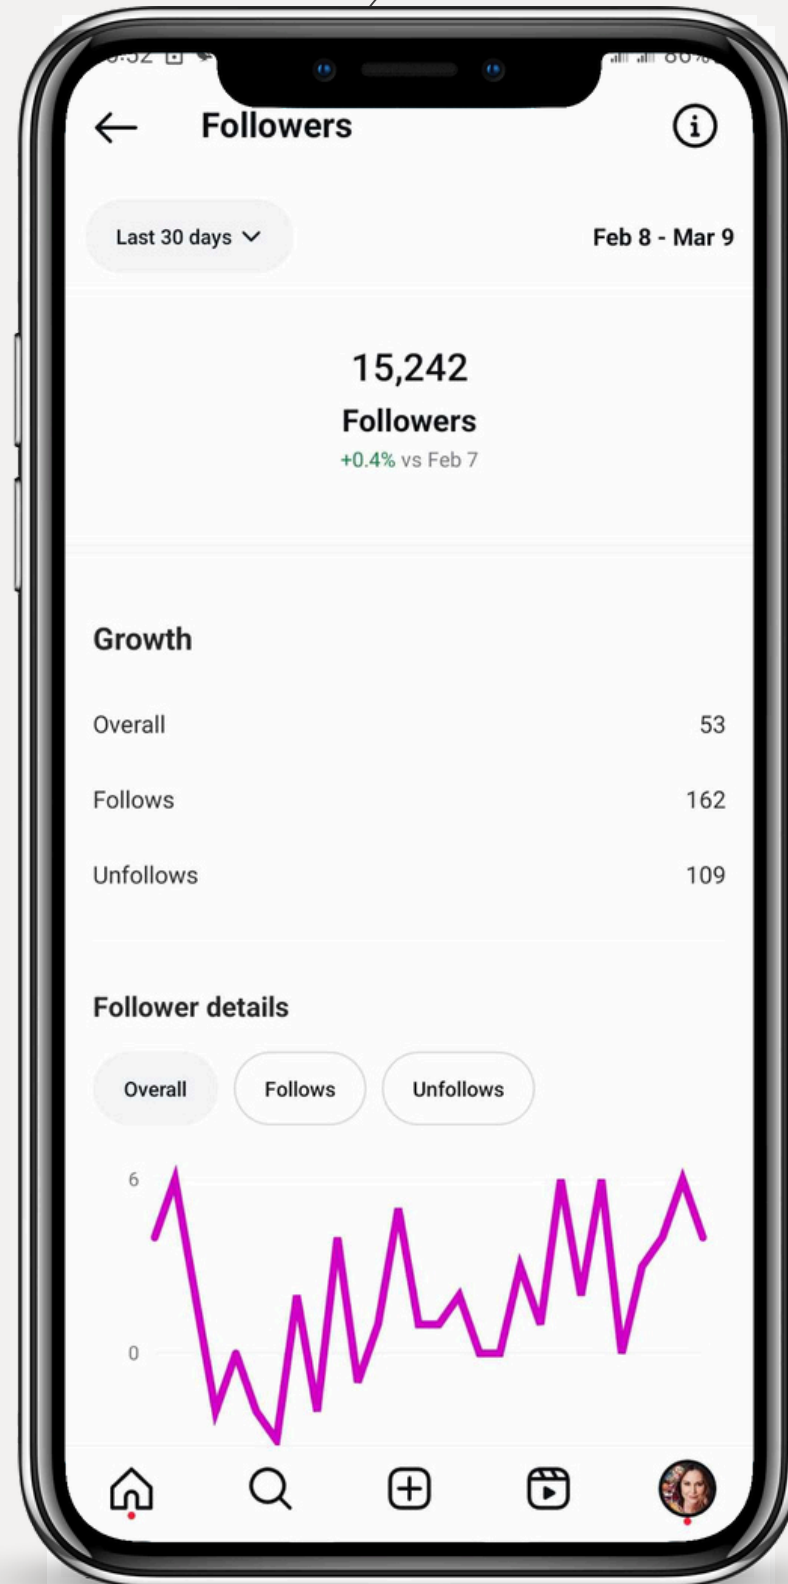 Followers
Last 30 days
Feb 8 - Mar 9
15,242
Followers
+0.4% vs Feb 7
Growth
Overall 53
Follows 162
Unfollows 109
Follower details
Overall Follows Unfollows
6
0